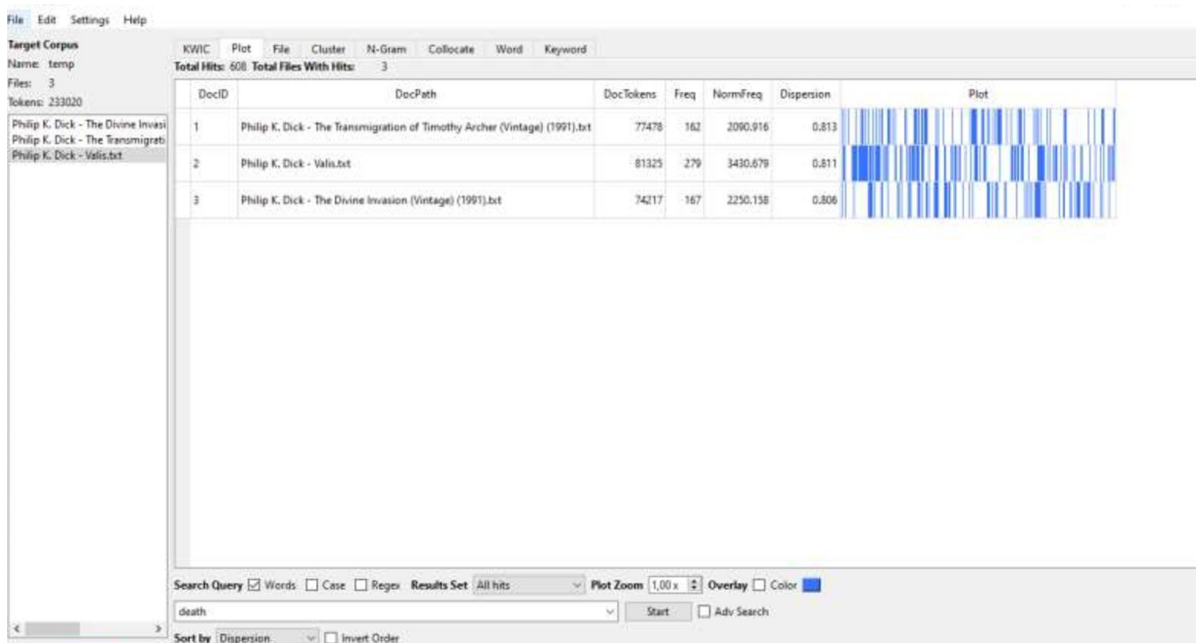 File Edit Settings Help
Target Corpus
Name: temp
Files: 3
Tokens: 233020
Philip K. Dick - The Divine Invasi
Philip K. Dick - The Transmigrati
Philip K. Dick - Valis.txt
KWIC Plot File Cluster N-Gram Collocate Word Keyword
Total Hits: 608 Total Files With Hits: 3
DocID DocPath DocTokens Freq NormFreq Dispersion Plot
1 Philip K. Dick - The Transmigration of Timothy Archer (Vintage) (1991).txt 77478 162 2090.916 0.813
2 Philip K. Dick - Valis.txt 81325 279 3430.679 0.811
3 Philip K. Dick - The Divine Invasion (Vintage) (1991).txt 74217 167 2250.158 0.806
Search Query Words Case Regex Results Set All hits Plot Zoom 1,00 x Overlay Color
death Start Adv Search
Sort by Dispersion Invert Order